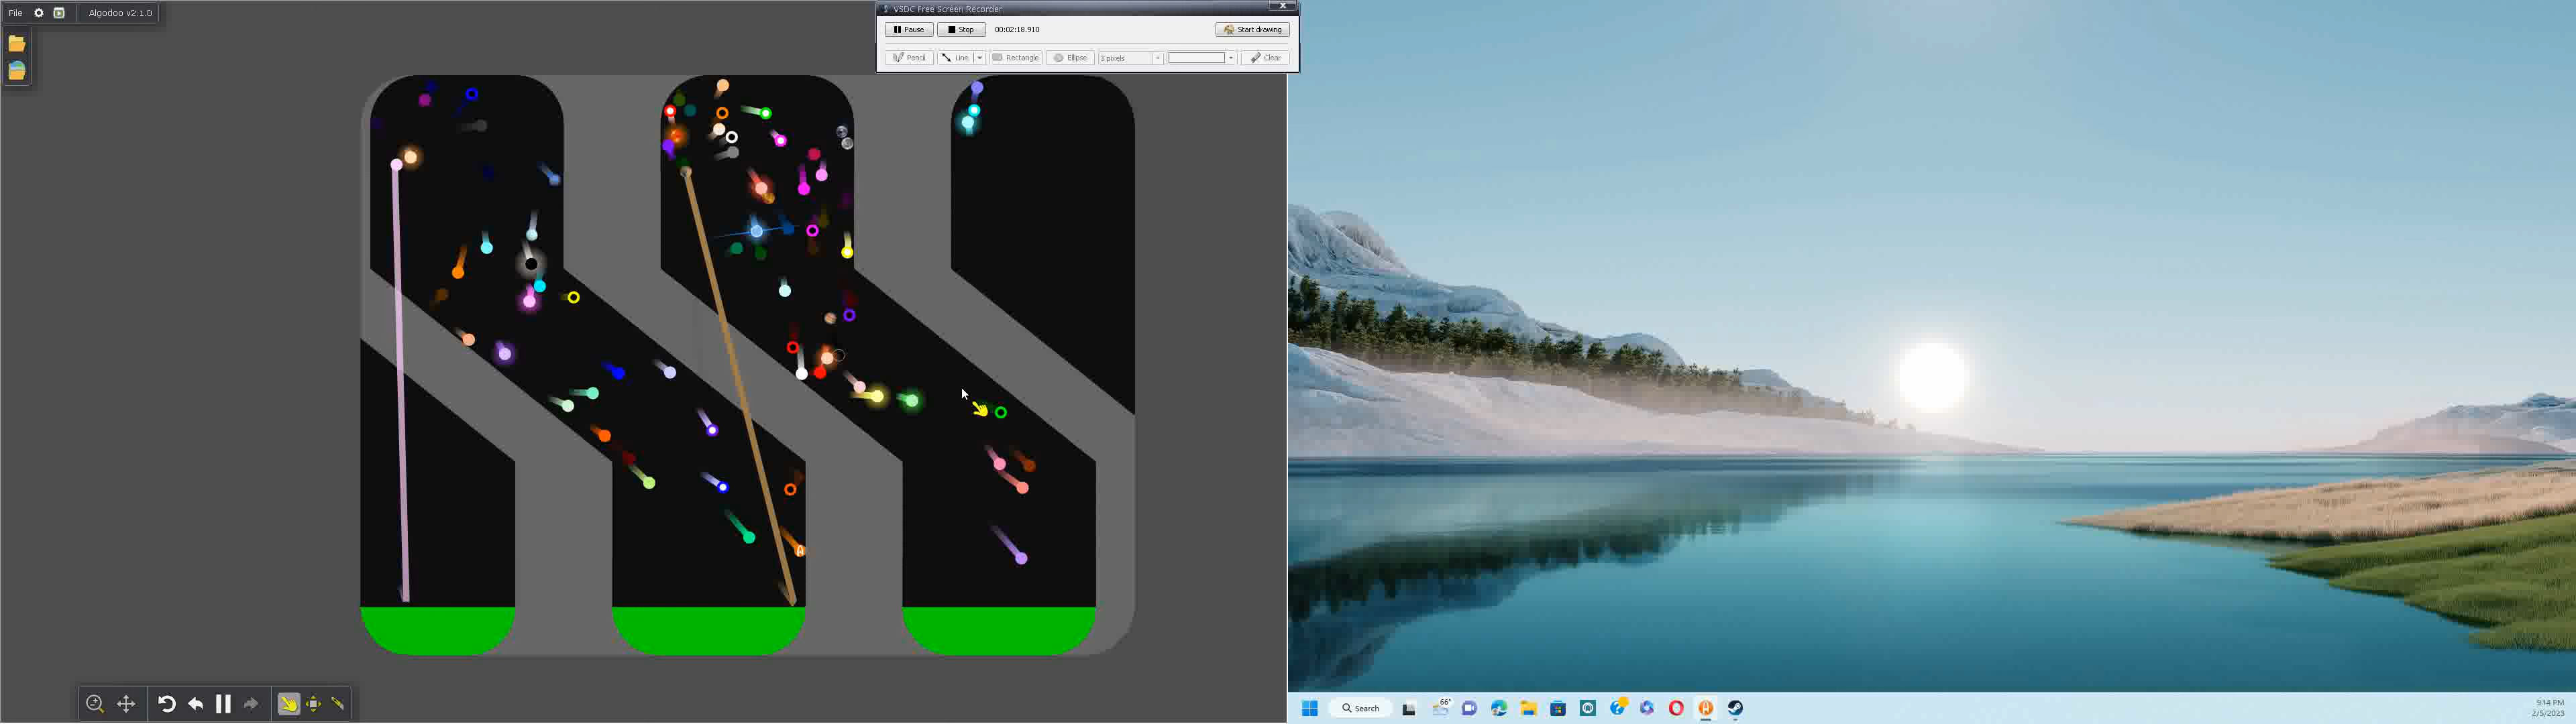 File
Algodoo v2.1.0
VSDC Free Screen Recorder
Pause
Stop
00:02:18.910
Start drawing
Pencil
Line
Rectangle
Ellipse
3 pixels
Clear
66°
Search
9:14 PM
2/5/2023